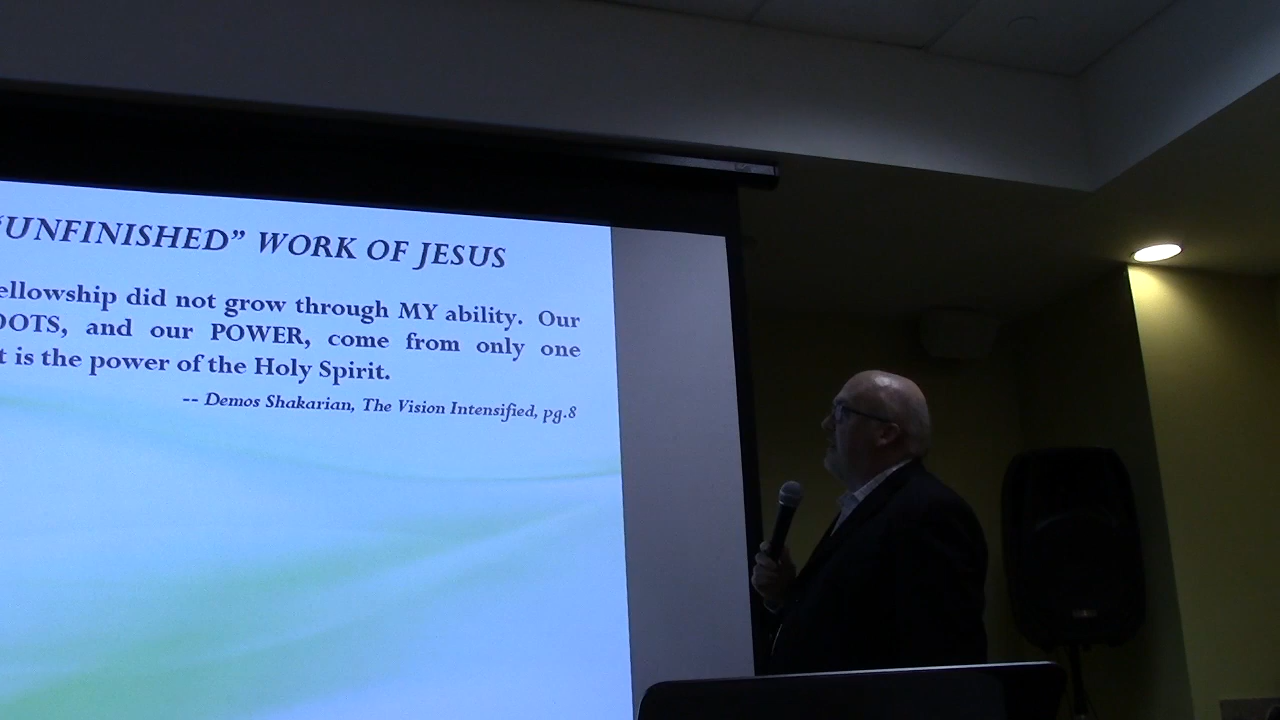 “UNFINISHED” WORK OF JESUS
ellowship did not grow through MY ability. Our
OOTS, and our POWER, come from only one
t is the power of the Holy Spirit.
-- Demos Shakarian, The Vision Intensified, pg.8